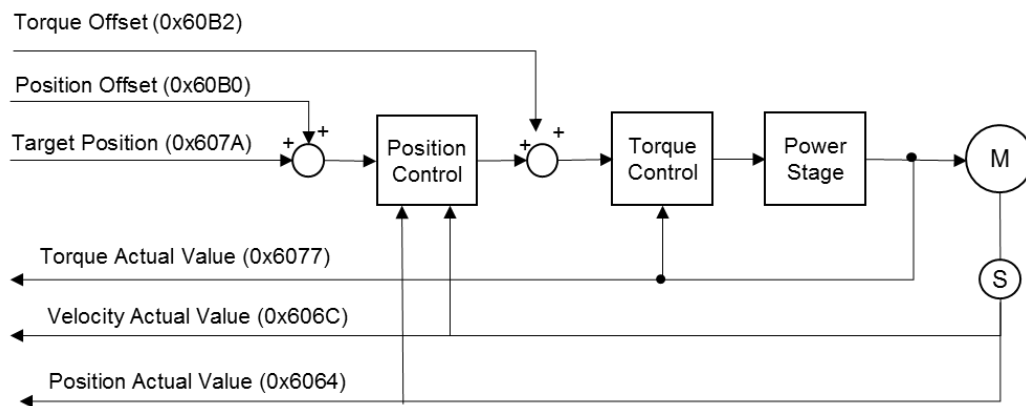 Torque Offset (0x60B2)
Position Offset (0x60B0)
Target Position (0x607A)
+
+
Position
Control
+
+
Torque
Control
Power
Stage
M
Torque Actual Value (0x6077)
S
Velocity Actual Value (0x606C)
Position Actual Value (0x6064)